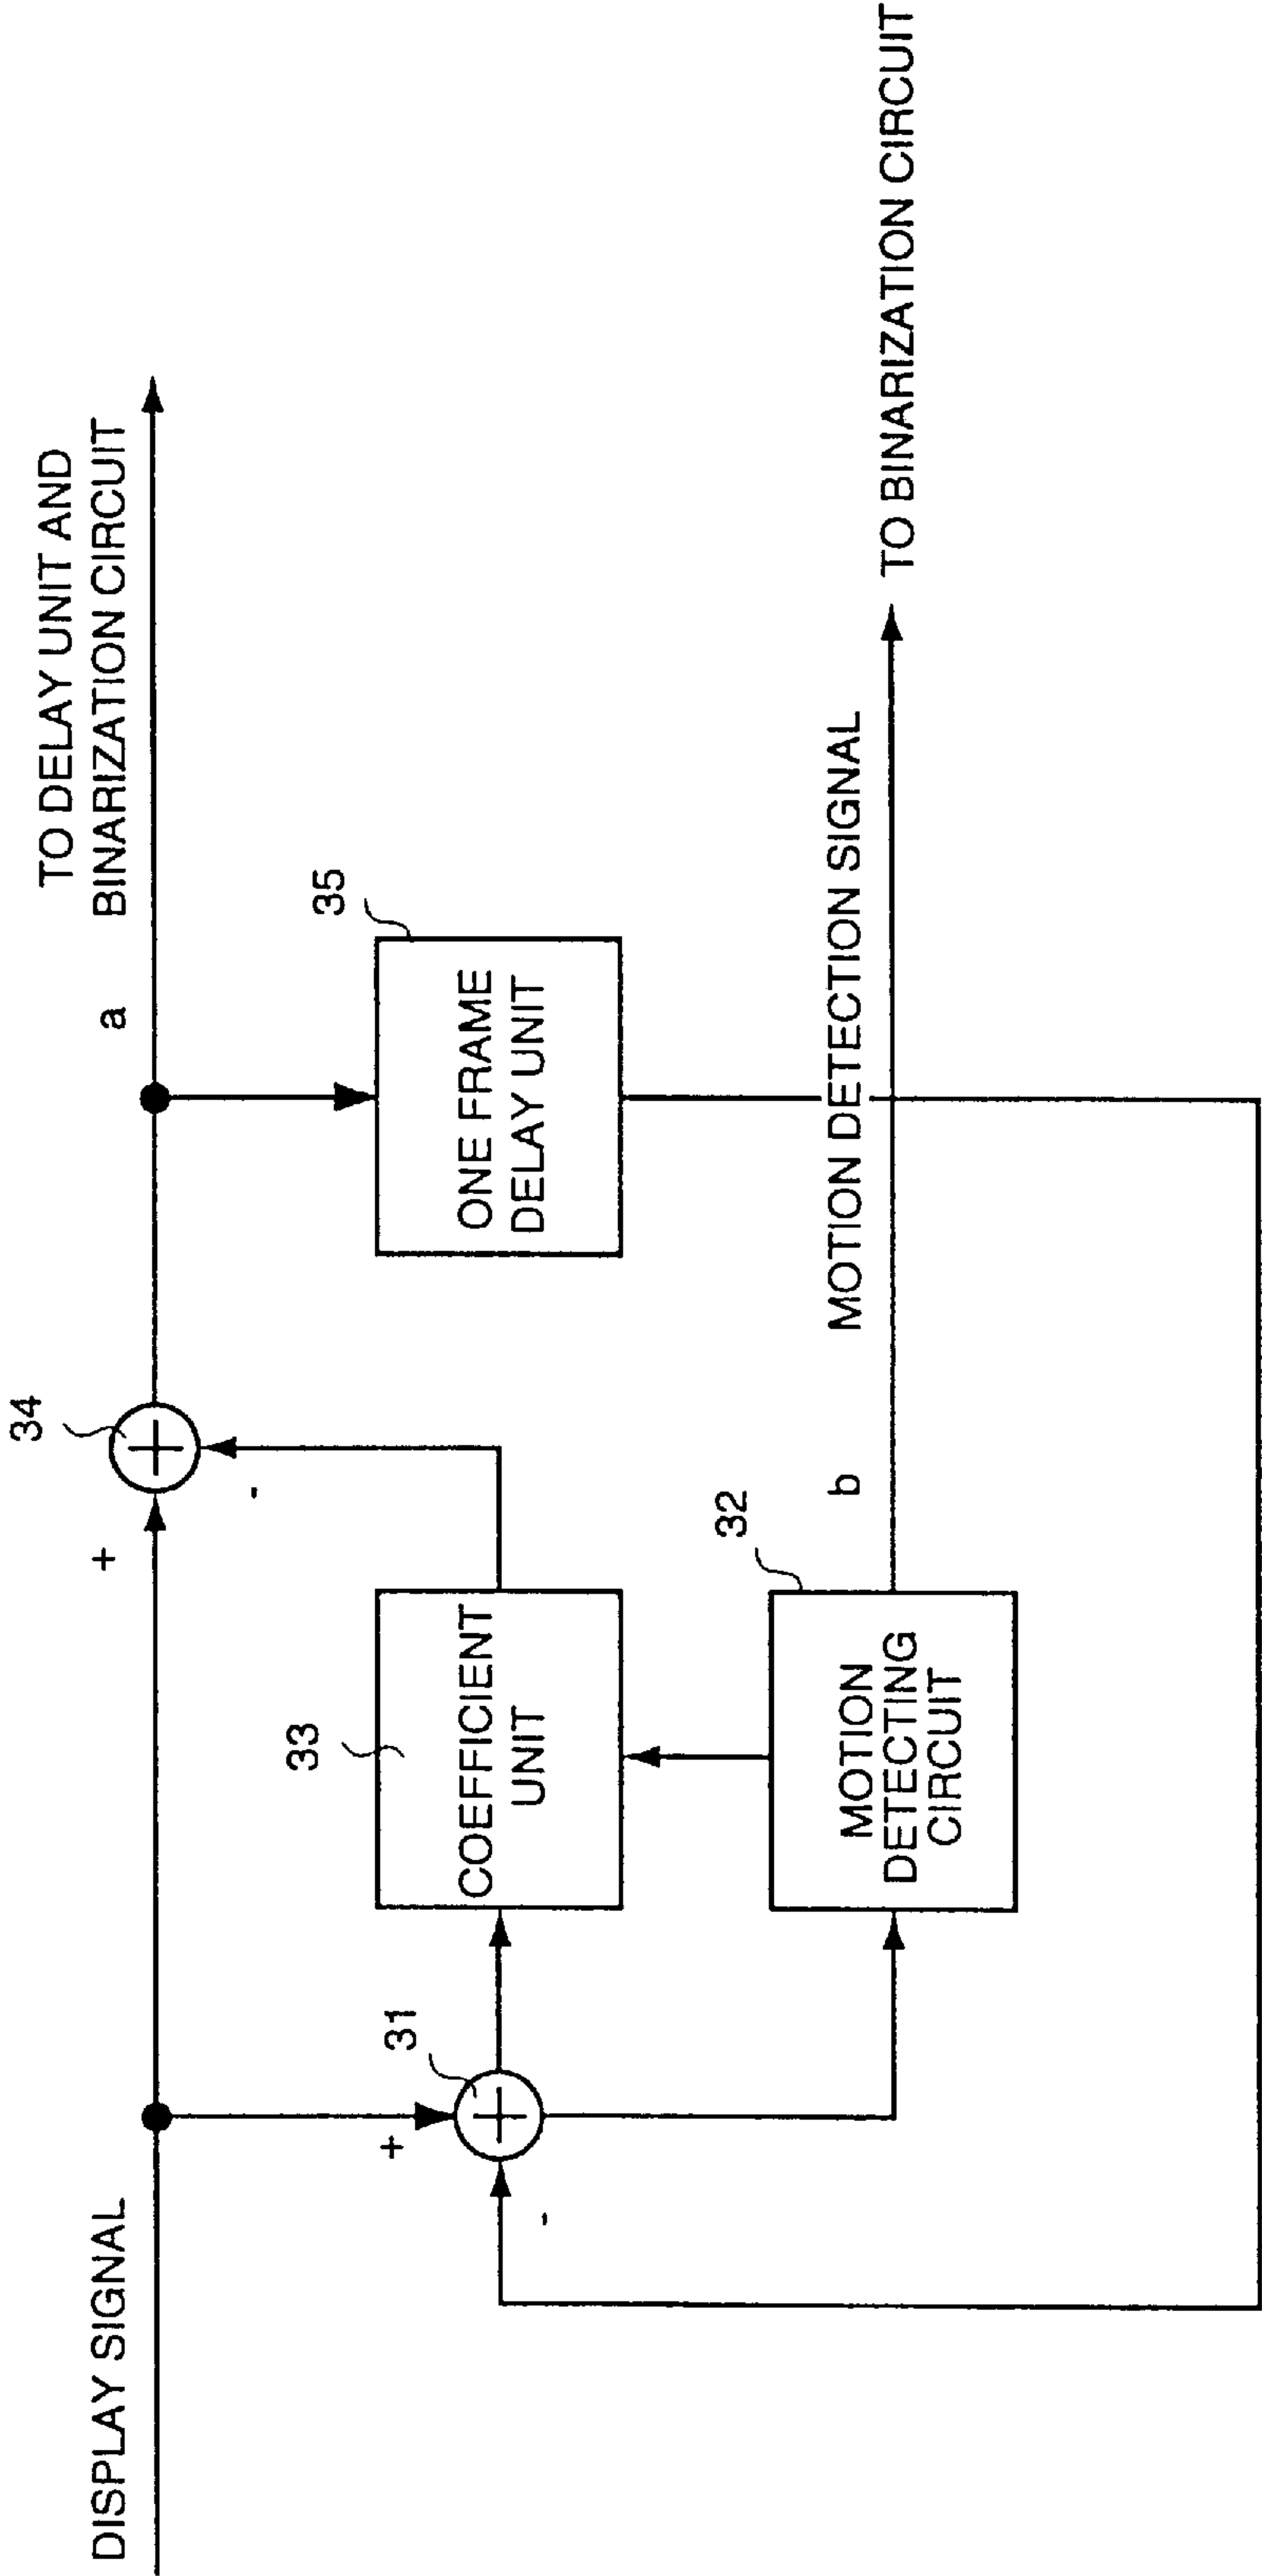 DISPLAY SIGNAL
+
34
-
a
TO DELAY UNIT AND
BINARIZATION CIRCUIT
+
31
-
33
COEFFICIENT
UNIT
35
ONE FRAME
DELAY UNIT
32
MOTION
DETECTING
CIRCUIT
b
MOTION DETECTION SIGNAL
TO BINARIZATION CIRCUIT